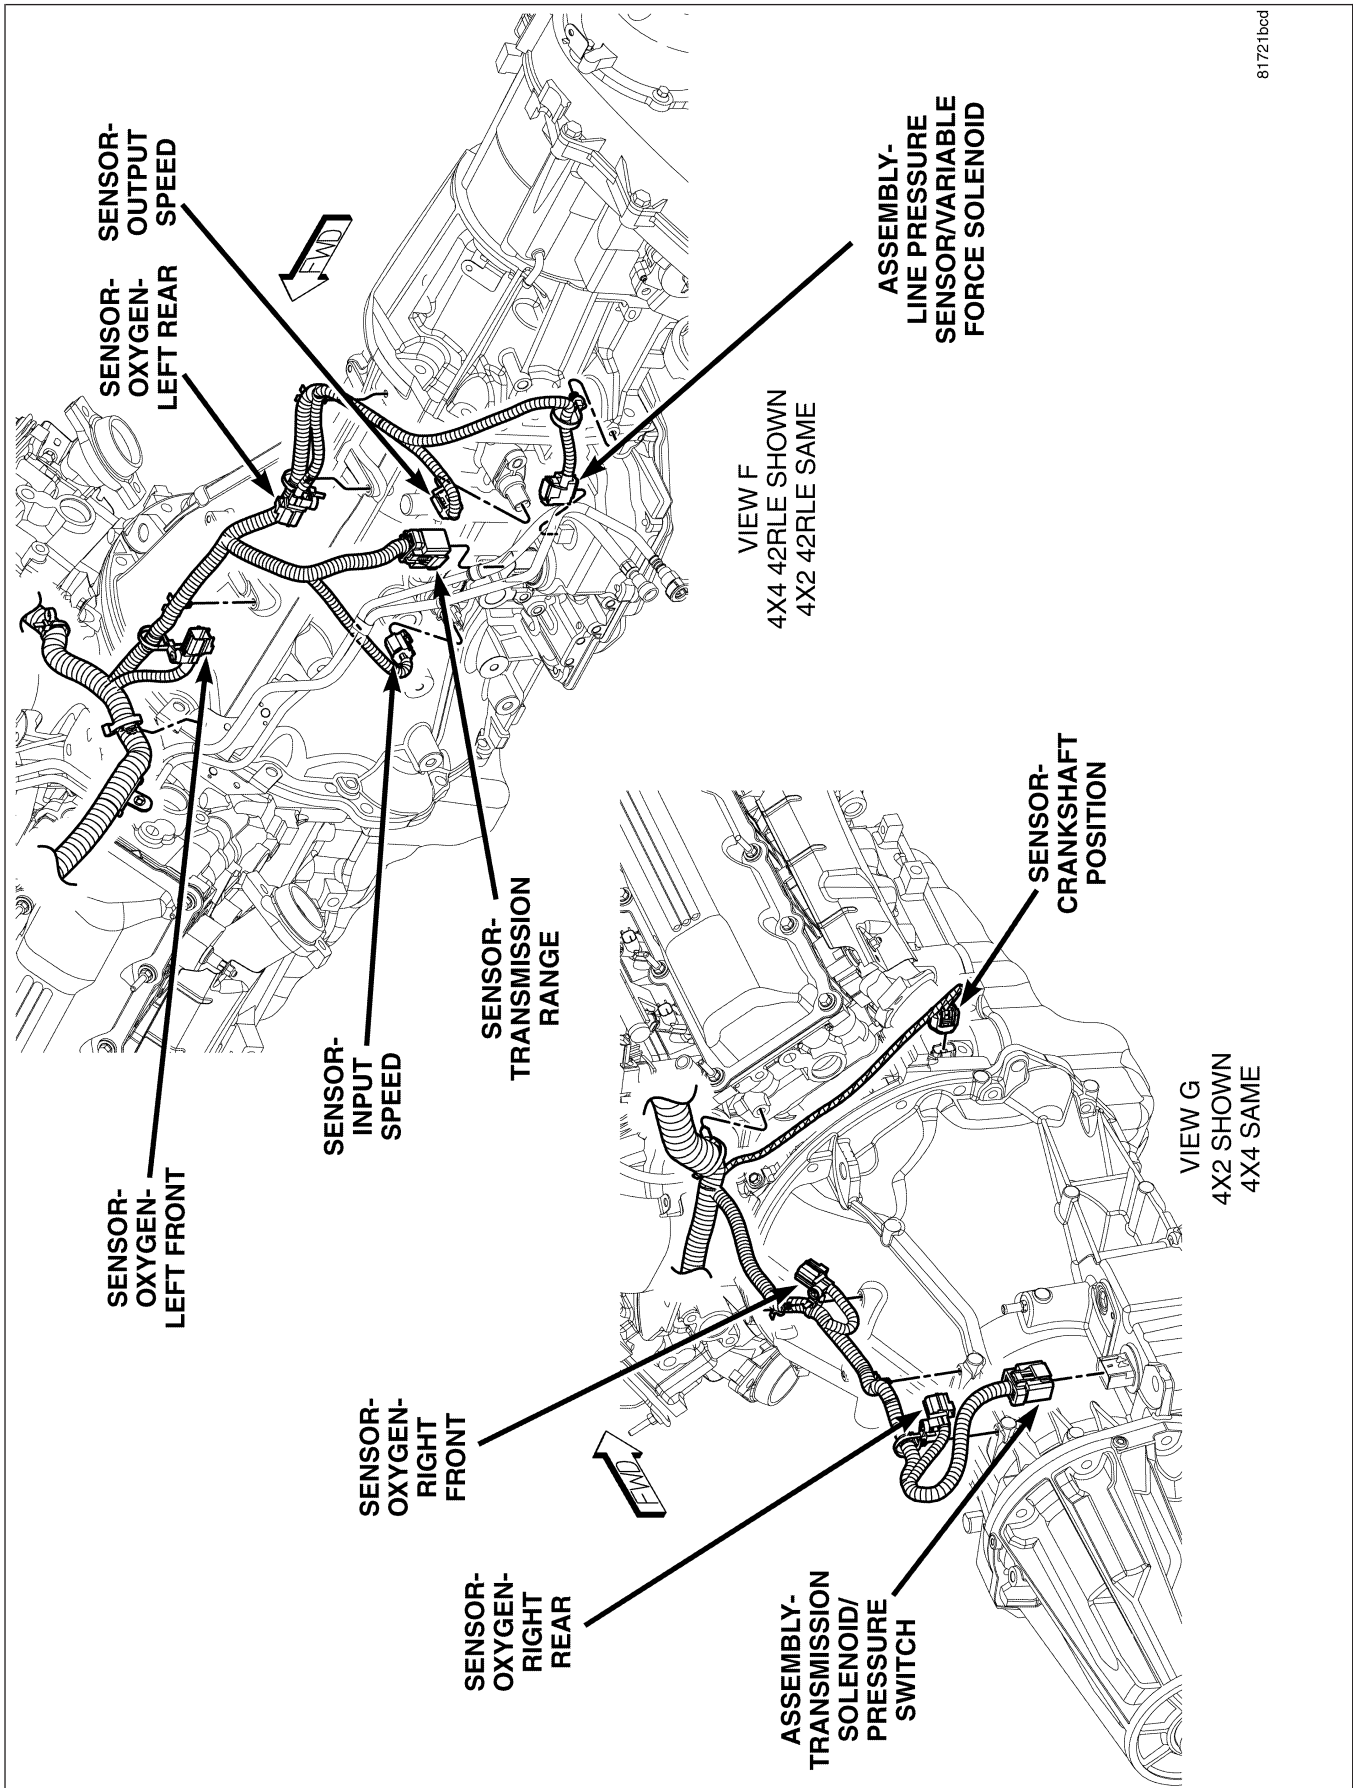 SENSOR-
OXYGEN-
LEFT FRONT
SENSOR-
INPUT
SPEED
SENSOR-
TRANSMISSION
RANGE
SENSOR-
OXYGEN-
LEFT REAR
SENSOR-
OUTPUT
SPEED
FWD
ASSEMBLY-
LINE PRESSURE
SENSOR/VARIABLE
FORCE SOLENOID
VIEW F
4X4 42RLE SHOWN
4X2 42RLE SAME
SENSOR-
OXYGEN-
RIGHT
FRONT
SENSOR-
OXYGEN-
RIGHT
REAR
FWD
ASSEMBLY-
TRANSMISSION
SOLENOID/
PRESSURE
SWITCH
SENSOR-
CRANKSHAFT
POSITION
VIEW G
4X2 SHOWN
4X4 SAME
81721bcd